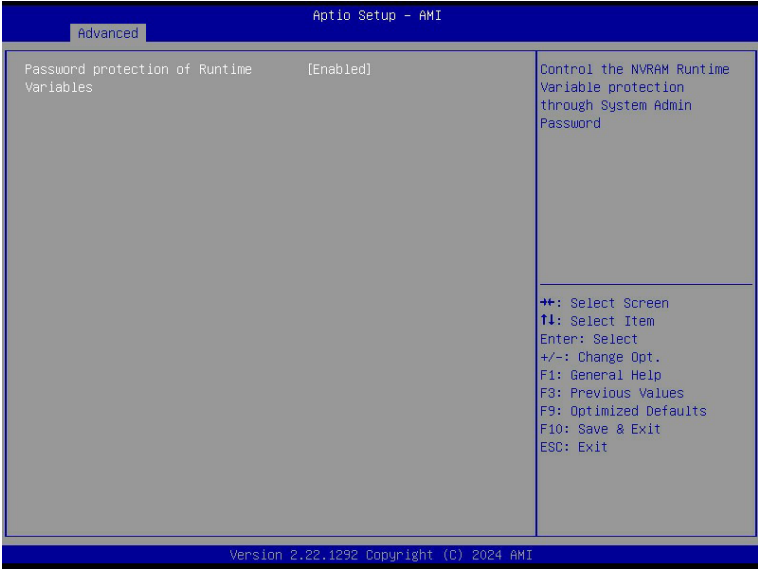 Aptio Setup – AMI
Advanced
Password protection of Runtime Variables [Enabled]
Control the NVRAM Runtime
Variable protection
through System Admin
Password
→←: Select Screen
↑↓: Select Item
Enter: Select
+/-: Change Opt.
F1: General Help
F3: Previous Values
F9: Optimized Defaults
F10: Save & Exit
ESC: Exit
Version 2.22.1292 Copyright (C) 2024 AMI